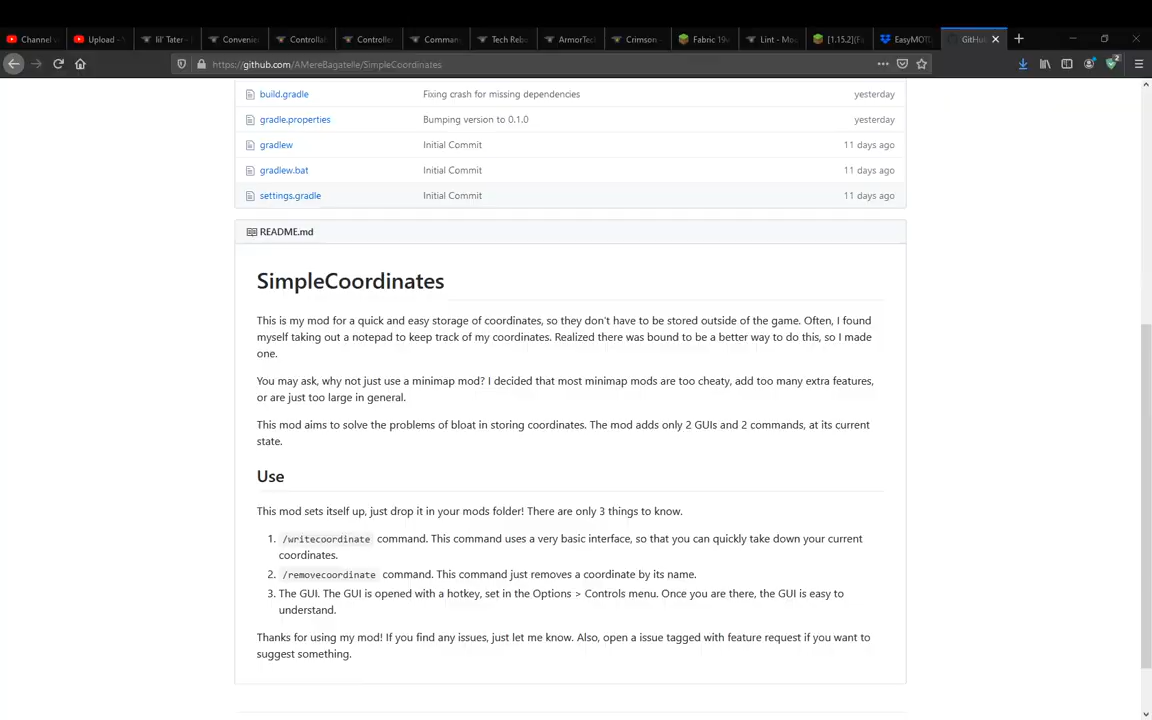 Channel
Upload -
lil' Tater
Convenie
Controllab
Controlle
Comman
Tech Rebo
ArmorTec
Crimson
Fabric 19w
Lint - Mo
[1.15.2](Fa
EasyMOTD
GitHub
https://github.com/AMereBagatelle/SimpleCoordinates
2
build.gradle Fixing crash for missing dependencies yesterday
gradle.properties Bumping version to 0.1.0 yesterday
gradlew Initial Commit 11 days ago
gradlew.bat Initial Commit 11 days ago
settings.gradle Initial Commit 11 days ago
README.md
SimpleCoordinates
This is my mod for a quick and easy storage of coordinates, so they don't have to be stored outside of the game. Often, I found
myself taking out a notepad to keep track of my coordinates. Realized there was bound to be a better way to do this, so I made
one.
You may ask, why not just use a minimap mod? I decided that most minimap mods are too cheaty, add too many extra features,
or are just too large in general.
This mod aims to solve the problems of bloat in storing coordinates. The mod adds only 2 GUIs and 2 commands, at its current
state.
Use
This mod sets itself up, just drop it in your mods folder! There are only 3 things to know.
1. /writecoordinate command. This command uses a very basic interface, so that you can quickly take down your current
coordinates.
2. /removecoordinate command. This command just removes a coordinate by its name.
3. The GUI. The GUI is opened with a hotkey, set in the Options > Controls menu. Once you are there, the GUI is easy to
understand.
Thanks for using my mod! If you find any issues, just let me know. Also, open a issue tagged with feature request if you want to
suggest something.